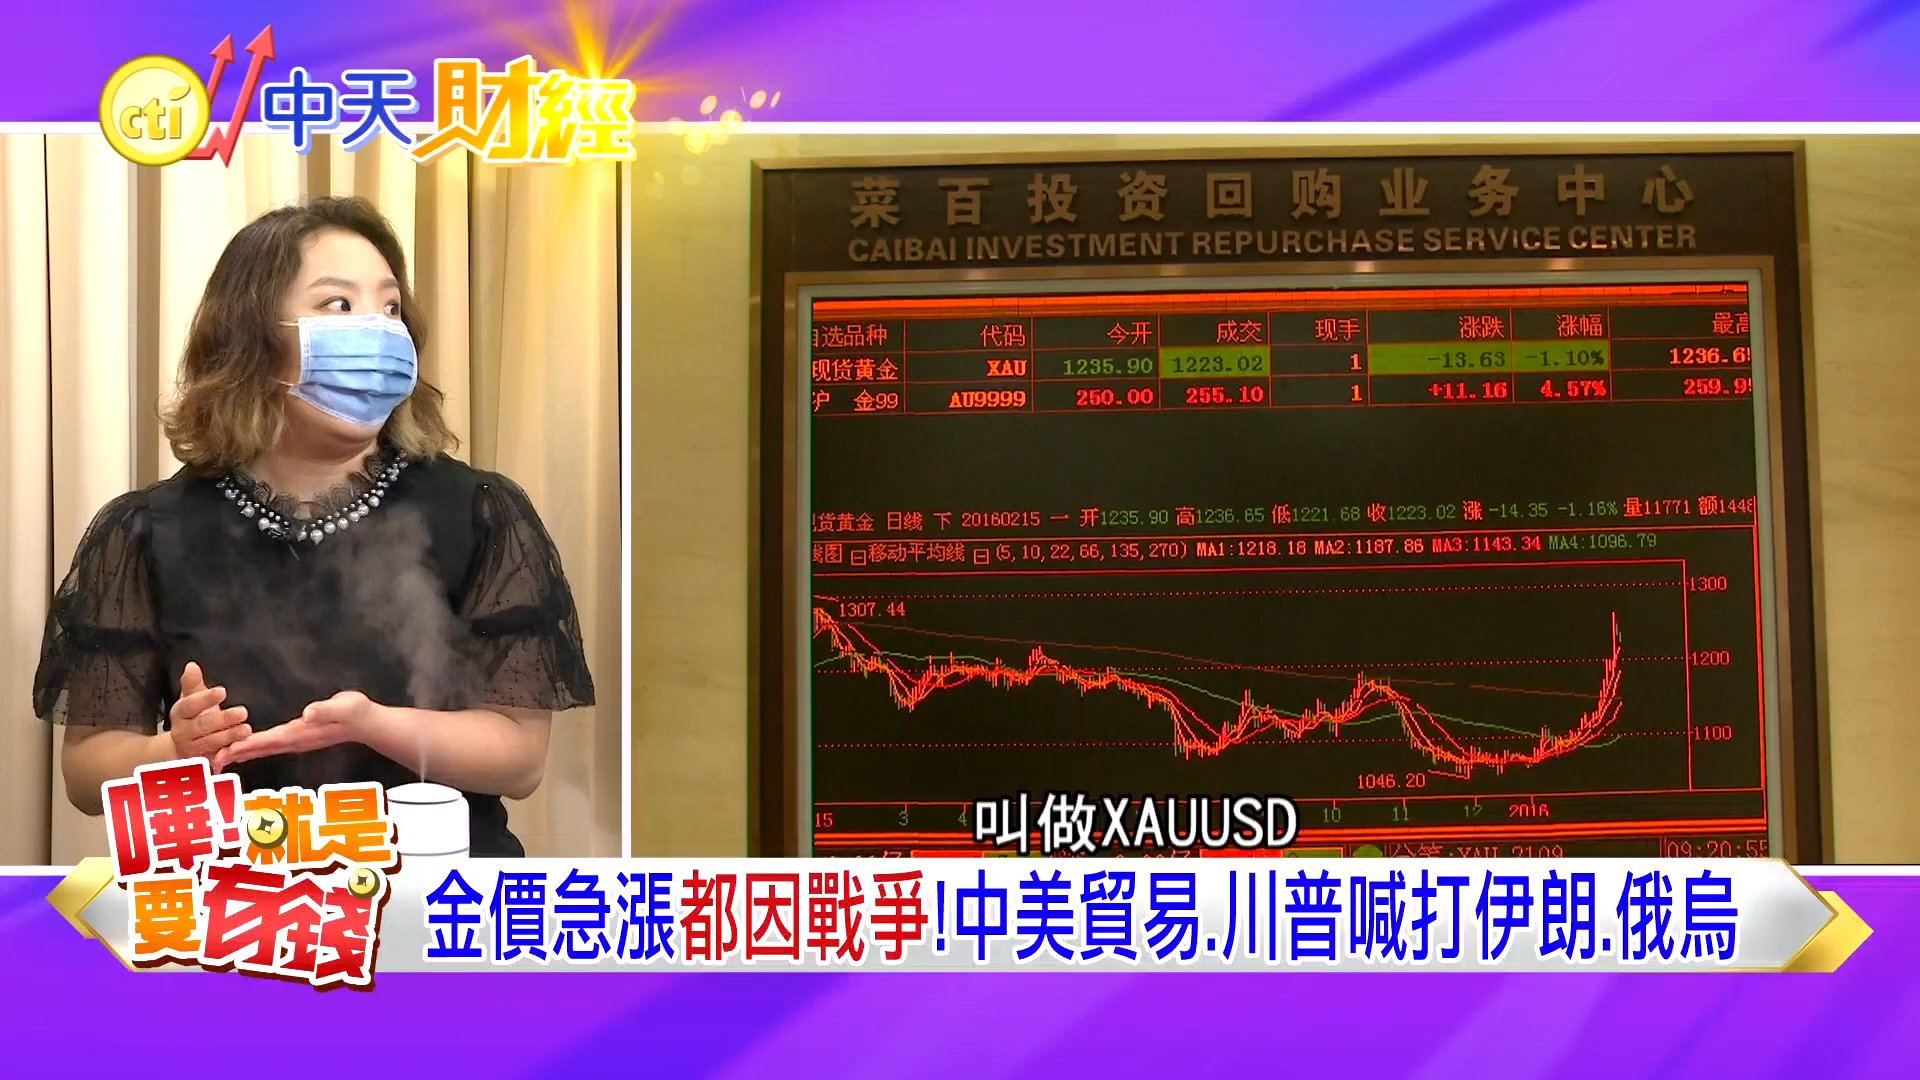 cti 中天財經
菜百投资回购业务中心
CAIBAI INVESTMENT REPURCHASE SERVICE CENTER
自选品种 代码 今开 成交 现手 涨跌 涨幅 最高
现货黄金 XAU 1235.90 1223.02 1 -13.63 -1.10% 1236.6
沪 金99 AU9999 250.00 255.10 1 +11.16 4.57% 259.9
货黄金 日线 下 20160215 一 开1235.90 高1236.65 低1221.68 收1223.02 涨-14.35 -1.16% 量11771 额1448
线图 移动平均线 (5,10,22,66,135,270) MA1:1218.18 MA2:1187.86 MA3:1143.34 MA4:1096.79
1300
1307.44
1200
1100
1046.20
15 3 4 10 11 12 2016
09:20:55
叫做XAUUSD
嗶!就是要有錢
金價急漲都因戰爭!中美貿易.川普喊打伊朗.俄烏